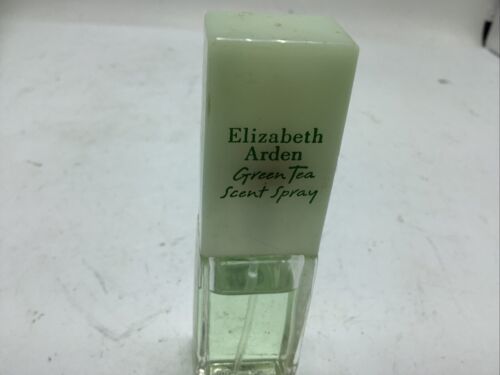 Elizabeth
Arden
Green Tea
Scent Spray